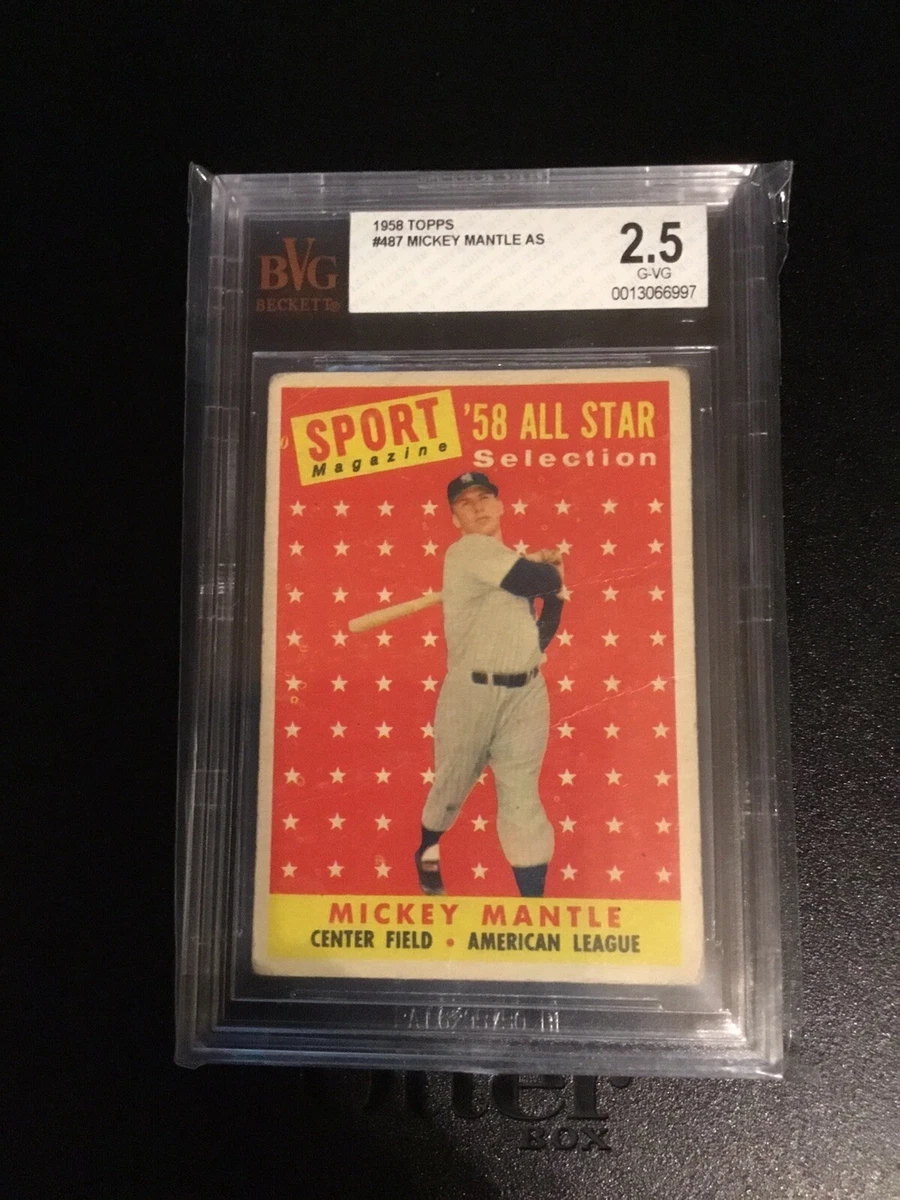 BVG
BECKETT®
1958 TOPPS
#487 MICKEY MANTLE AS
2.5
G-VG
0013066997
SPORT
Magazine
'58 ALL STAR
Selection
MICKEY MANTLE
CENTER FIELD • AMERICAN LEAGUE
Otter
BOX